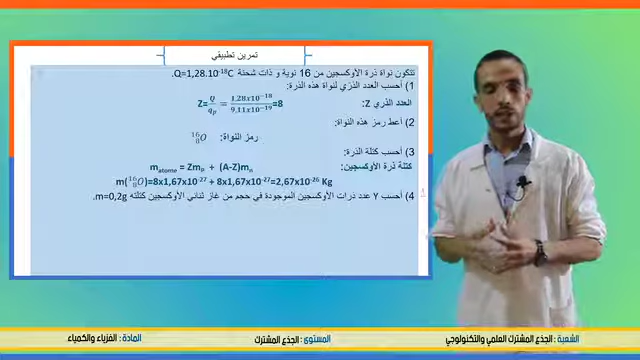 تمرين تطبيقي
تتكون نواة ذرة الأوكسجين من 16 نوية و ذات شحنة Q=1,28.10⁻¹⁸C.
1) أحسب العدد الذري لنواة هذه الذرة:
العدد الذري Z: Z=Q/qₚ = 1,28x10⁻¹⁸/9,11x10⁻¹⁹=8
2) أعط رمز هذه النواة:
رمز النواة: ¹⁶₈O
3) أحسب كتلة الذرة:
كتلة ذرة الأوكسجين: m_atome = Zm_P + (A-Z)m_n
m(¹⁶₈O)=8x1,67x10⁻²⁷ + 8x1,67x10⁻²⁷=2,67x10⁻²⁶ Kg
4) أحسب Y عدد ذرات الأوكسجين الموجودة في حجم من غاز ثنائي الأوكسجين كتلته m=0,2g.
الشعبة : الجذع المشترك العلمي والتكنولوجي
المستوى : الجذع المشترك
المادة : الفزياء والكمياء